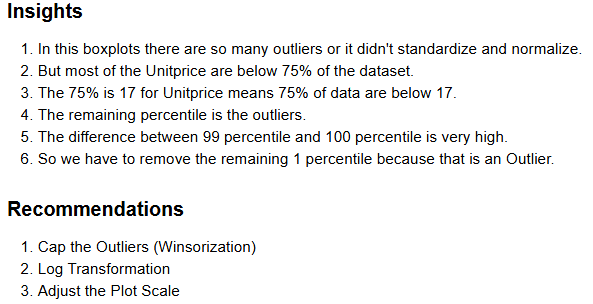 Insights
1. In this boxplots there are so many outliers or it didn't standardize and normalize.
2. But most of the Unitprice are below 75% of the dataset.
3. The 75% is 17 for Unitprice means 75% of data are below 17.
4. The remaining percentile is the outliers.
5. The difference between 99 percentile and 100 percentile is very high.
6. So we have to remove the remaining 1 percentile because that is an Outlier.
Recommendations
1. Cap the Outliers (Winsorization)
2. Log Transformation
3. Adjust the Plot Scale